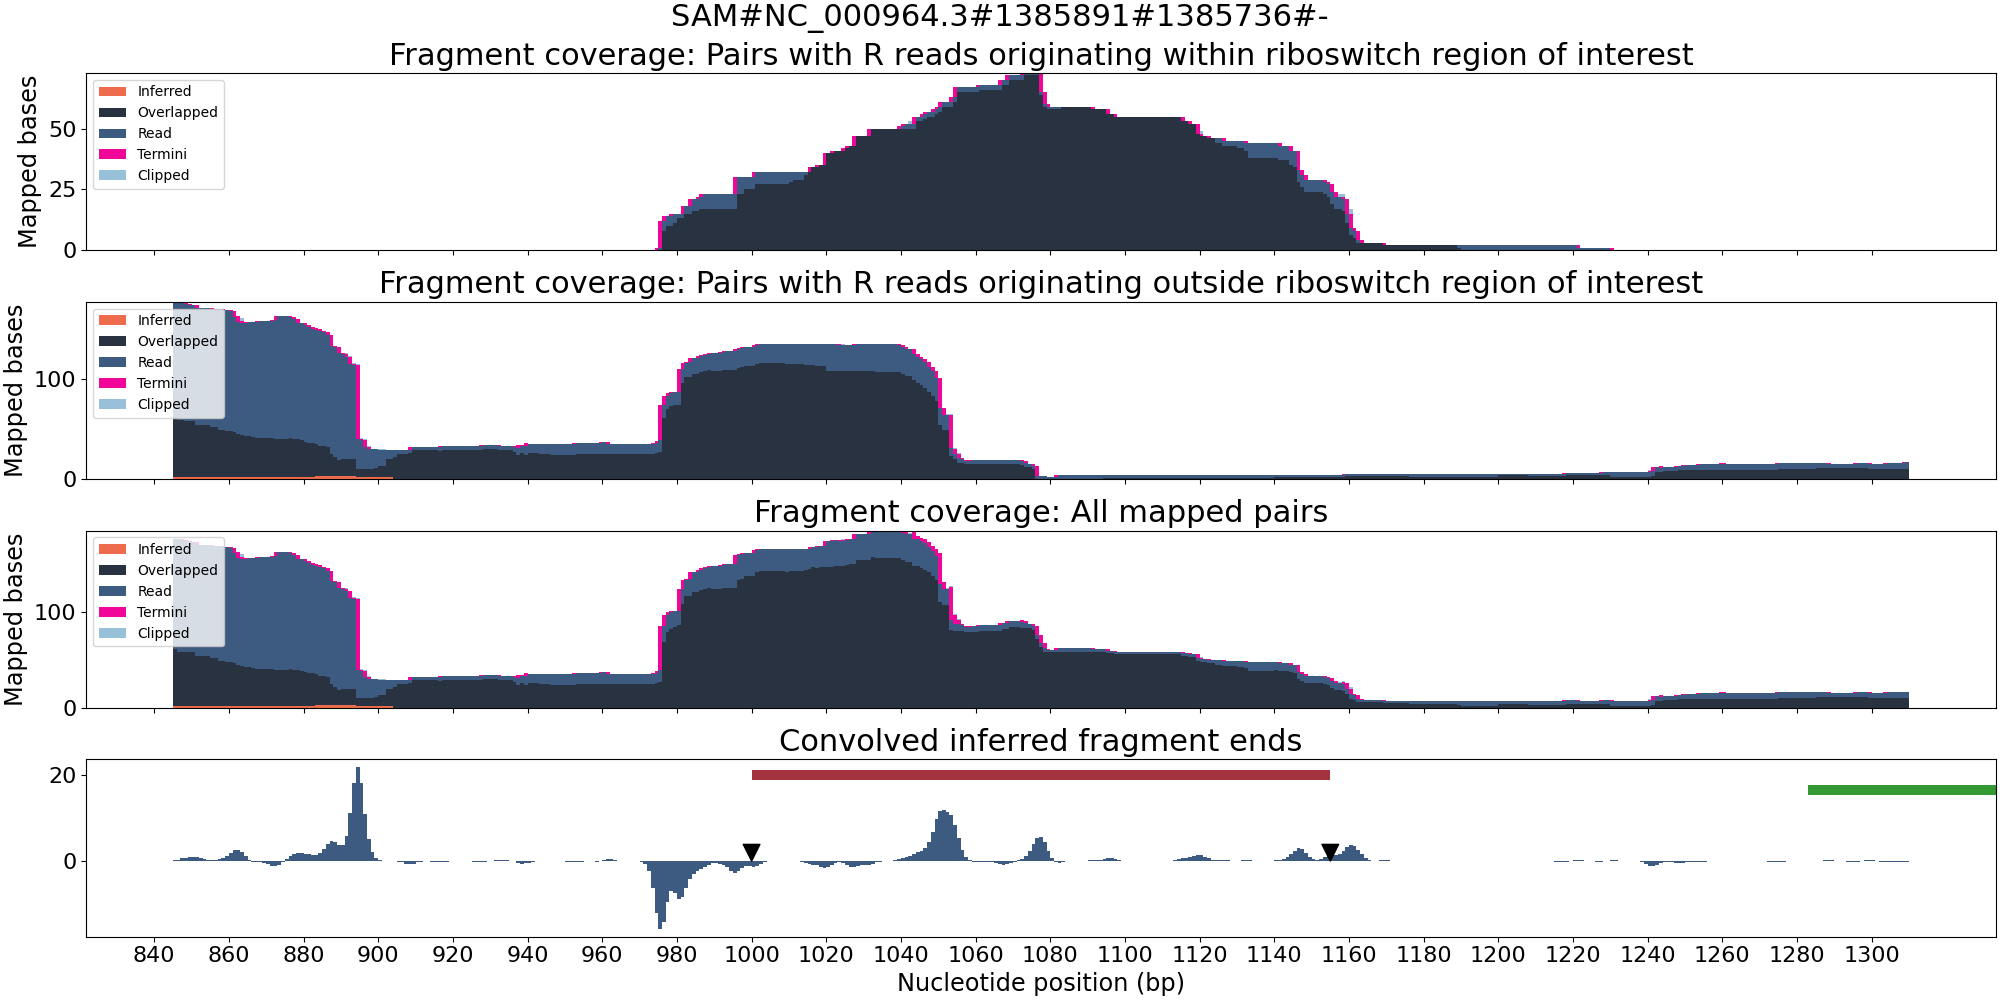 SAM#NC_000964.3#1385891#1385736#-
Fragment coverage: Pairs with R reads originating within riboswitch region of interest
Mapped bases
50
25
0
Inferred
Overlapped
Read
Termini
Clipped
Fragment coverage: Pairs with R reads originating outside riboswitch region of interest
Mapped bases
100
0
Inferred
Overlapped
Read
Termini
Clipped
Fragment coverage: All mapped pairs
Mapped bases
100
0
Inferred
Overlapped
Read
Termini
Clipped
Convolved inferred fragment ends
20
0
840 860 880 900 920 940 960 980 1000 1020 1040 1060 1080 1100 1120 1140 1160 1180 1200 1220 1240 1260 1280 1300
Nucleotide position (bp)